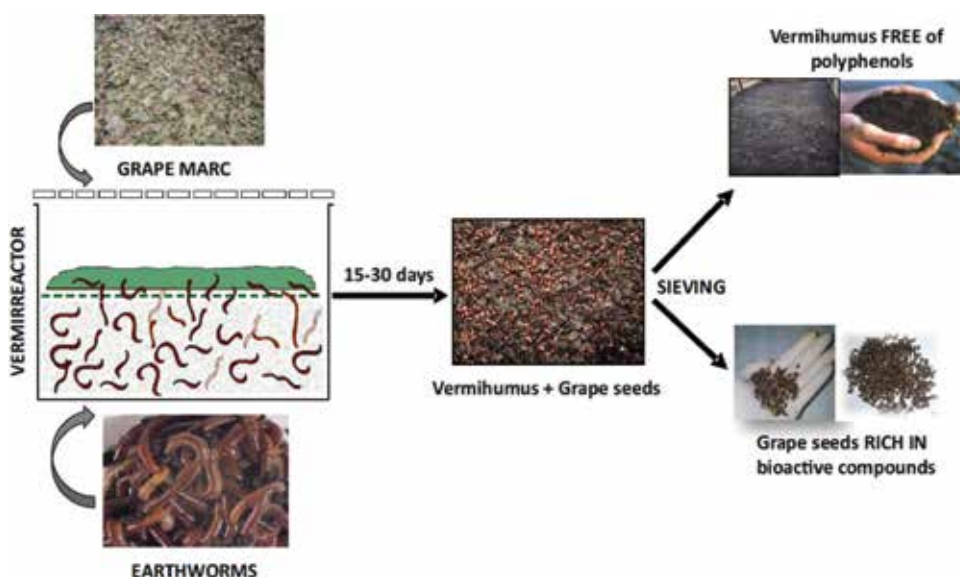 GRAPE MARC
VERMIRREACTOR
EARTHWORMS
15-30 days
Vermihumus + Grape seeds
SIEVING
Vermihumus FREE of
polyphenols
Grape seeds RICH IN
bioactive compounds